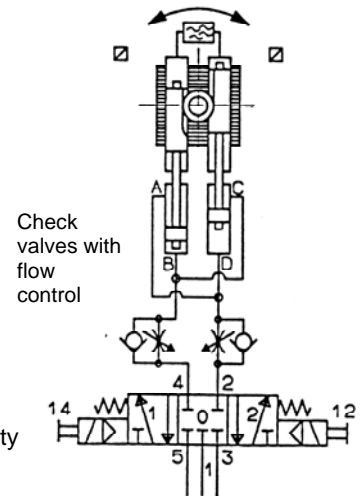 A C
Check
valves with
flow
control
B D
4 2
14 1 0 2 12
ty
5 1 3